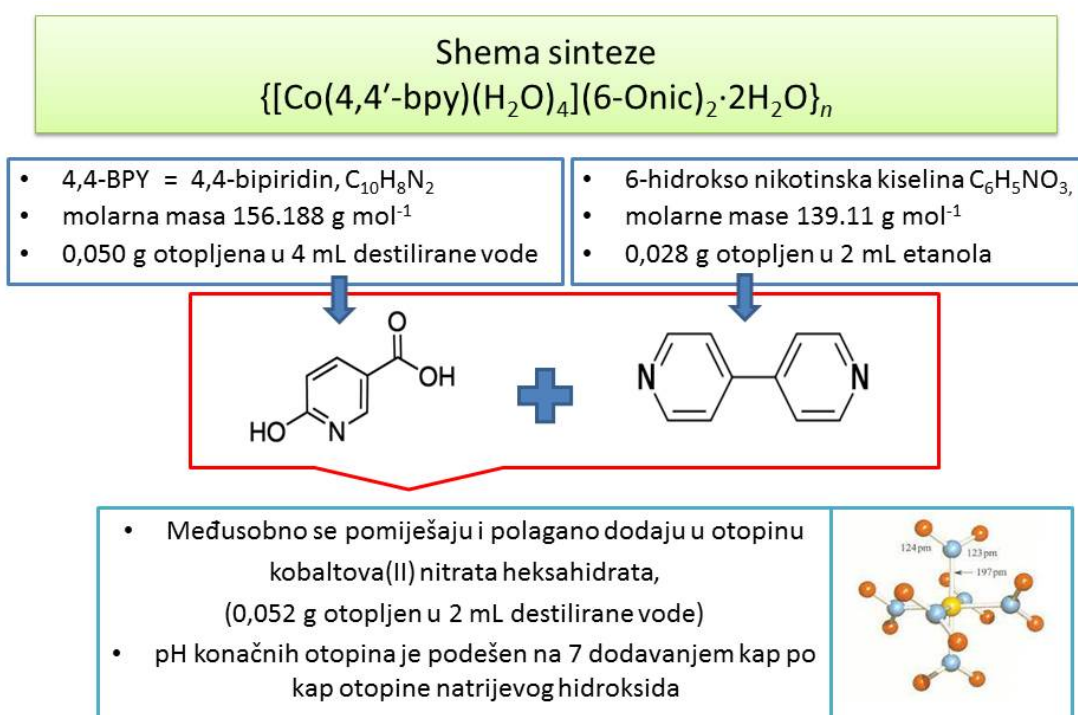 Shema sinteze
{[Co(4,4′-bpy)(H₂O)₄](6-Onic)₂·2H₂O}ₙ
• 4,4-BPY = 4,4-bipiridin, C₁₀H₈N₂
• molarna masa 156.188 g mol⁻¹
• 0,050 g otopljena u 4 mL destilirane vode
• 6-hidrokso nikotinska kiselina C₆H₅NO₃,
• molarne mase 139.11 g mol⁻¹
• 0,028 g otopljen u 2 mL etanola
O
OH
HO
N
N
N
• Međusobno se pomiješaju i polagano dodaju u otopinu
kobaltova(II) nitrata heksahidrata,
(0,052 g otopljen u 2 mL destilirane vode)
• pH konačnih otopina je podešen na 7 dodavanjem kap po
kap otopine natrijevog hidroksida
124 pm
123 pm
197 pm